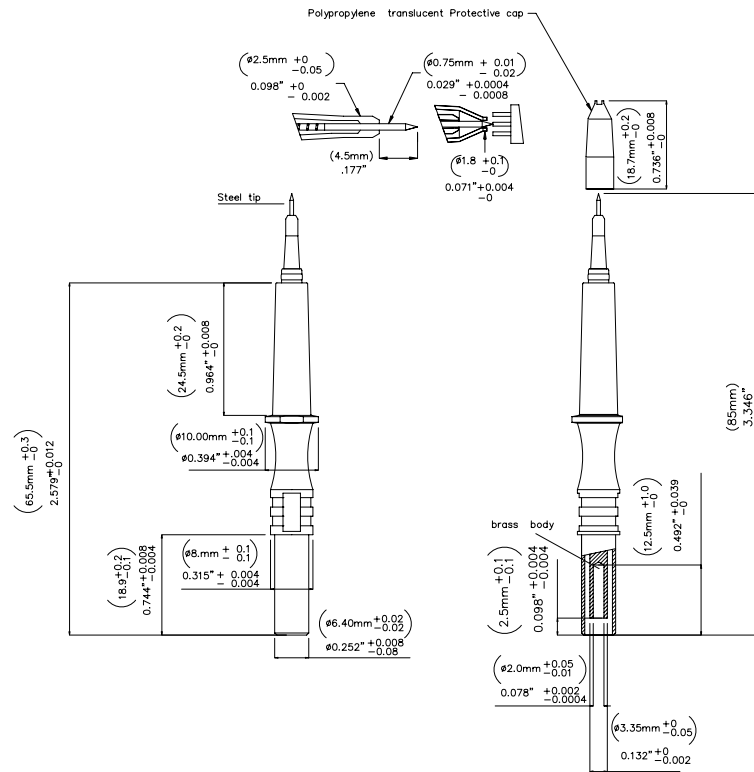 Polypropylene translucent Protective cap
(ø2.5mm +0 -0.05)
0.098" +0 - 0.002
(ø0.75mm + 0.01 - 0.02)
0.029" +0.0004 - 0.0008
(4.5mm)
.177"
(ø1.8 +0.1 -0)
0.071"+0.004 -0
(18.7mm +0.2 -0)
0.736" +0.008 -0
Steel tip
(24.5mm +0.2 -0)
0.964" +0.008 -0
(65.5mm +0.3 -0)
2.579" +0.012 -0
(ø10.00mm +0.1 -0.1)
ø0.394" +.004 -0.004
(18.9 +0.2 -0.1)
0.744" +0.008 -0.004
(ø8.mm + 0.1 - 0.1)
0.315" + 0.004 - 0.004
(ø6.40mm +0.02 -0.02)
ø0.252" +0.008 -0.08
(85mm)
3.346"
(12.5mm +1.0 -0)
0.492" +0.039 -0
brass body
(2.5mm +0.1 -0.1)
0.098" +0.004 -0.004
(ø2.0mm +0.05 -0.01)
0.078" +0.002 -0.0004
(ø3.35mm +0 -0.05)
0.132" +0 -0.002